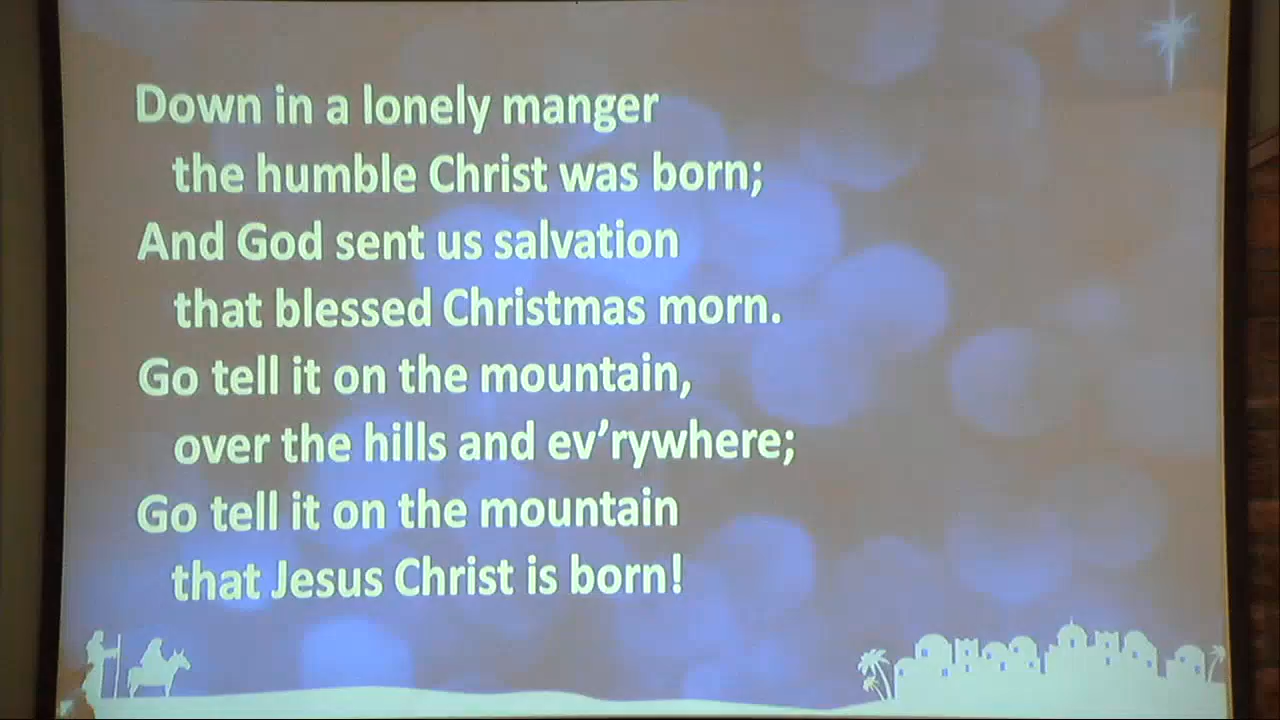 Down in a lonely manger
the humble Christ was born;
And God sent us salvation
that blessed Christmas morn.
Go tell it on the mountain,
over the hills and ev’rywhere;
Go tell it on the mountain
that Jesus Christ is born!